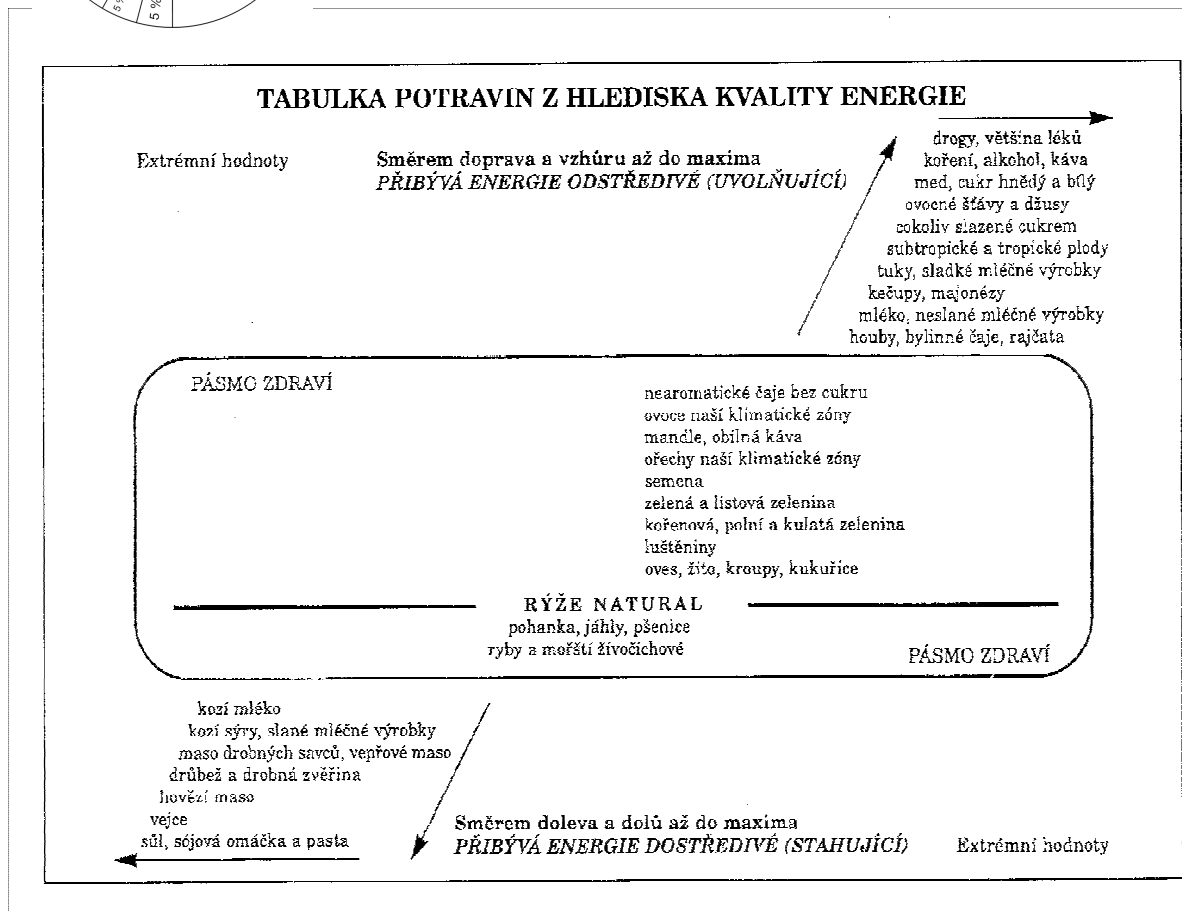 5 %
5 %
TABULKA POTRAVIN Z HLEDISKA KVALITY ENERGIE
Extrémní hodnoty
Směrem doprava a vzhůru až do maxima
PŘIBÝVÁ ENERGIE ODSTŘEDIVÉ (UVOLŇUJÍCÍ)
drogy, většina léků
koření, alkohol, káva
med, cukr hnědý a bílý
ovocné šťávy a džusy
cokoliv slazené cukrem
subtropické a tropické plody
tuky, sladké mléčné výrobky
kečupy, majonézy
mléko, neslané mléčné výrobky
houby, bylinné čaje, rajčata
PÁSMO ZDRAVÍ
nearomatické čaje bez cukru
ovoce naší klimatické zóny
mandle, obilná káva
ořechy naší klimatické zóny
semena
zelená a listová zelenina
kořenová, polní a kulatá zelenina
luštěniny
oves, žito, kroupy, kukuřice
RÝŽE NATURAL
pohanka, jáhly, pšenice
ryby a mořští živočichové
PÁSMO ZDRAVÍ
kozí mléko
kozí sýry, slané mléčné výrobky
maso drobných savců, vepřové maso
drůbež a drobná zvěřina
hovězí maso
vejce
sůl, sójová omáčka a pasta
Směrem doleva a dolů až do maxima
PŘIBÝVÁ ENERGIE DOSTŘEDIVÉ (STAHUJÍCÍ)
Extrémní hodnoty